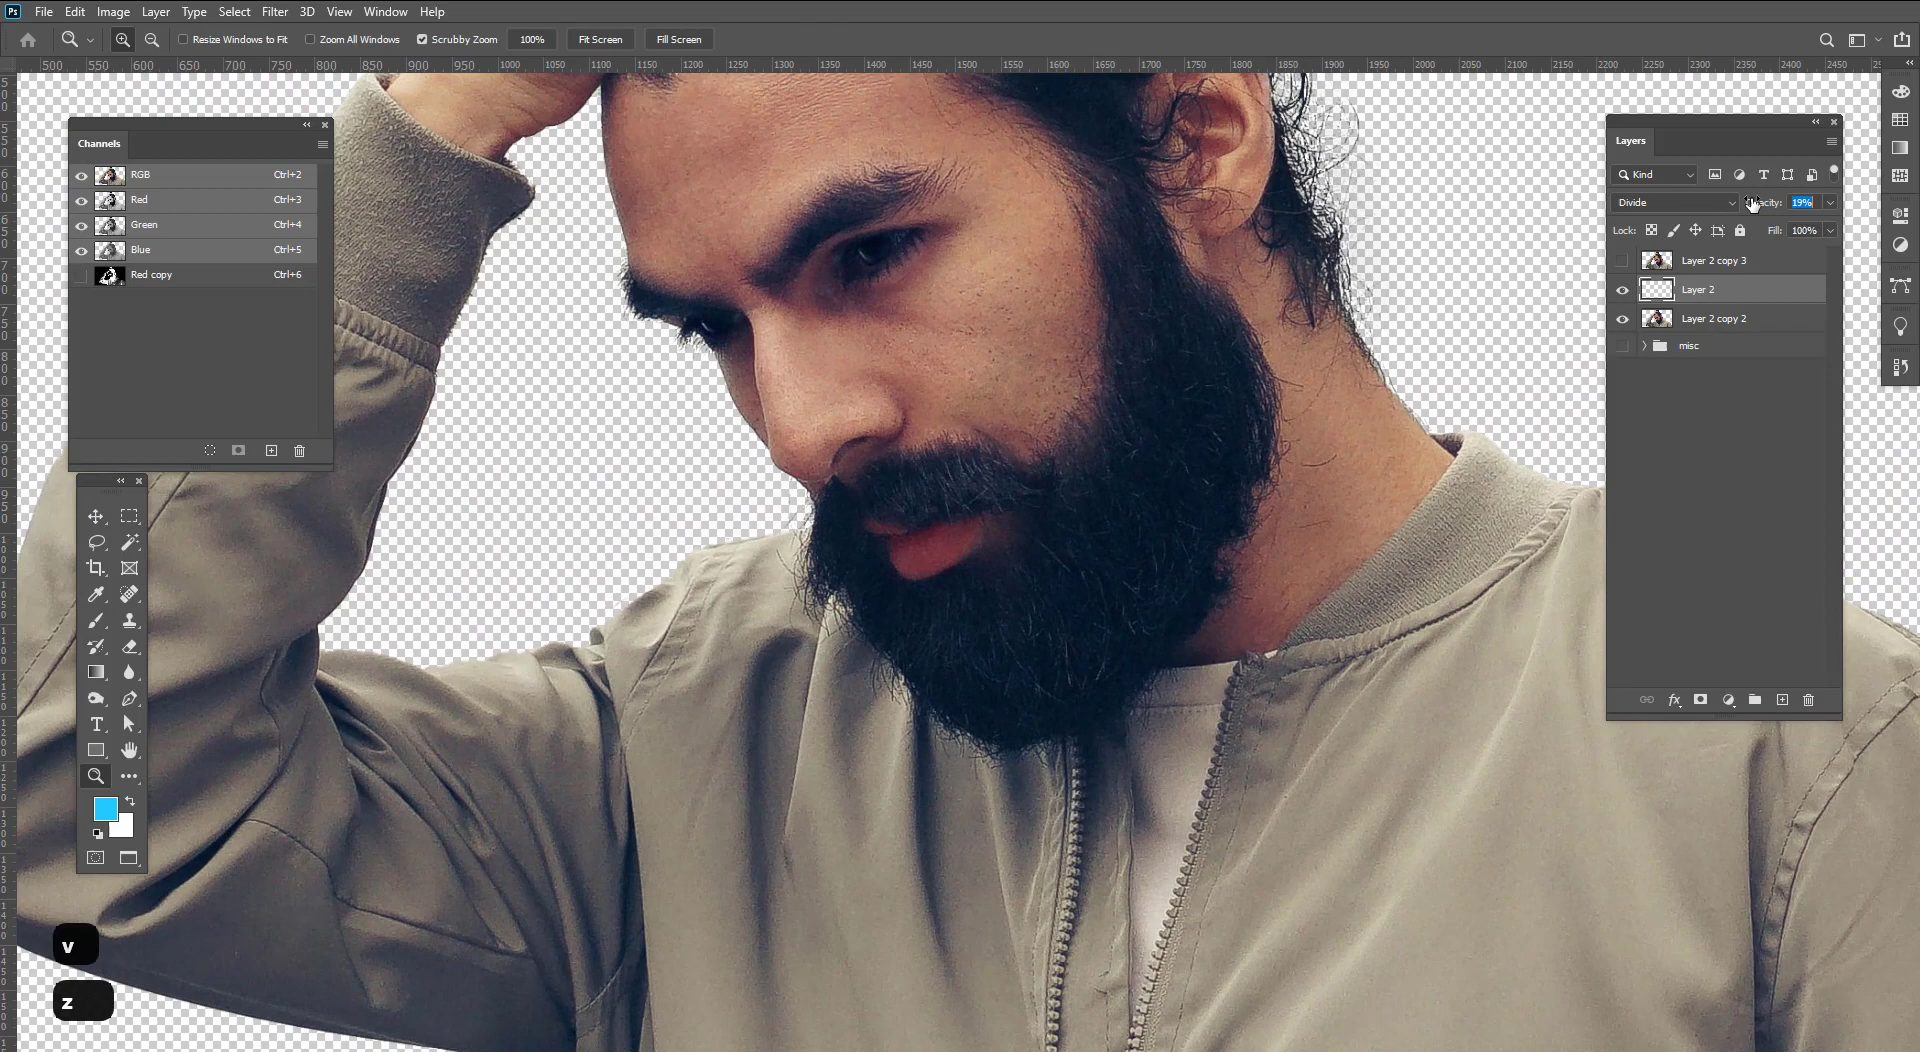 Ps File Edit Image Layer Type Select Filter 3D View Window Help
Resize Windows to Fit Zoom All Windows Scrubby Zoom 100% Fit Screen Fill Screen
500 550 600 650 700 750 800 850 900 950 1000 1050 1100 1150 1200 1250 1300 1350 1400 1450 1500 1550 1600 1650 1700 1750 1800 1850 1900 1950 2000 2050 2100 2150 2200 2250 2300 2350 2400 2450
Channels
RGB Ctrl+2
Red Ctrl+3
Green Ctrl+4
Blue Ctrl+5
Red copy Ctrl+6
Layers
Kind
Divide acity: 19%
Lock: Fill: 100%
Layer 2 copy 3
Layer 2
Layer 2 copy 2
misc
v
z